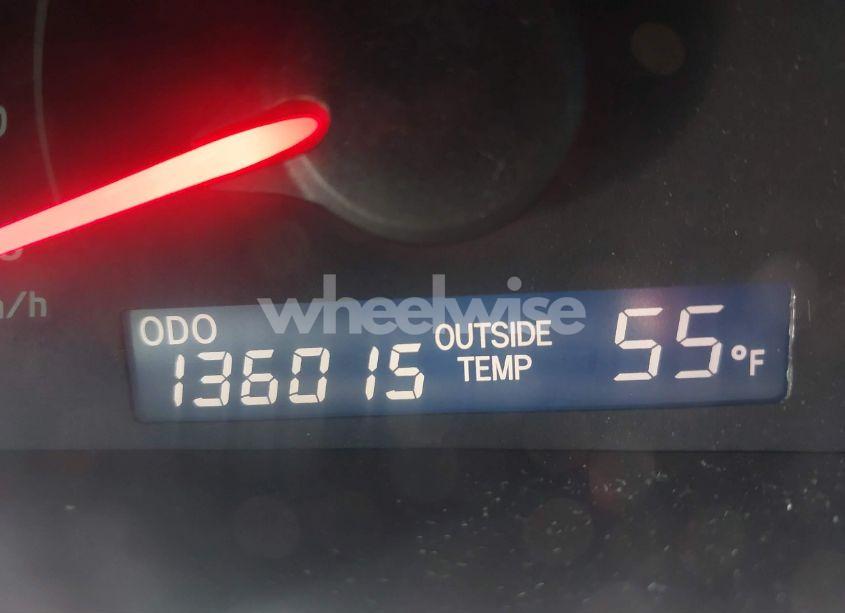 /h
wheelwise
ODO
136015
OUTSIDE
TEMP
55°F